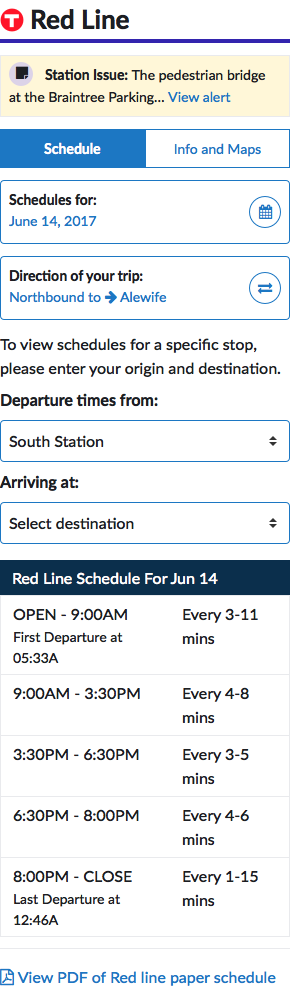 T Red Line
Station Issue: The pedestrian bridge
at the Braintree Parking... View alert
Schedule
Info and Maps
Schedules for:
June 14, 2017
Direction of your trip:
Northbound to → Alewife
To view schedules for a specific stop,
please enter your origin and destination.
Departure times from:
South Station
Arriving at:
Select destination
Red Line Schedule For Jun 14
OPEN - 9:00AM Every 3-11
First Departure at mins
05:33A
9:00AM - 3:30PM Every 4-8
mins
3:30PM - 6:30PM Every 3-5
mins
6:30PM - 8:00PM Every 4-6
mins
8:00PM - CLOSE Every 1-15
Last Departure at mins
12:46A
View PDF of Red line paper schedule